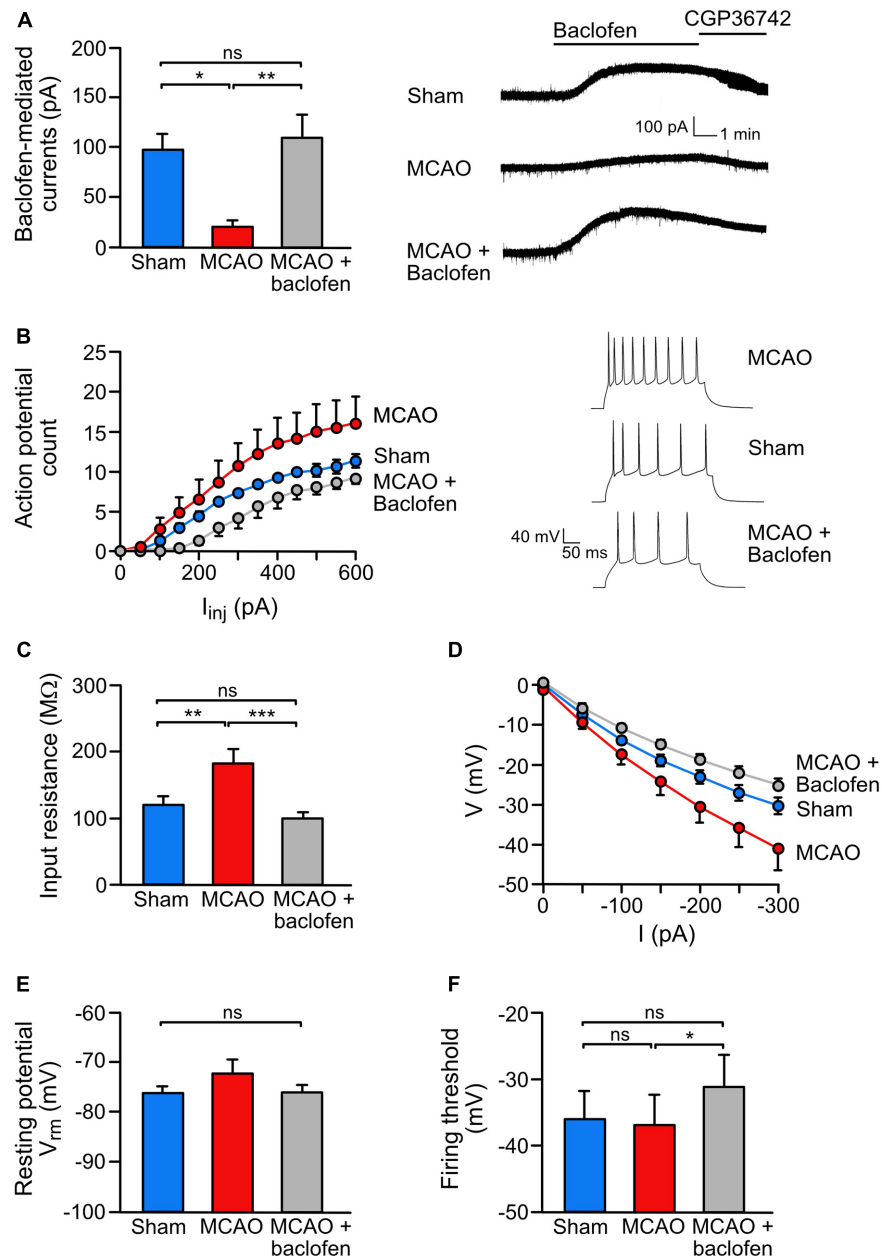 A
Baclofen-mediated
currents (pA)
200
150
100
50
0
ns
*
**
Sham
MCAO
MCAO +
baclofen
Baclofen
CGP36742
Sham
100 pA
1 min
MCAO
MCAO +
Baclofen
B
Action potential
count
25
20
15
10
5
0
0
200
400
600
Iinj (pA)
MCAO
Sham
MCAO +
Baclofen
MCAO
Sham
MCAO +
Baclofen
40 mV
50 ms
C
Input resistance (MΩ)
300
200
100
0
ns
**
***
Sham
MCAO
MCAO +
baclofen
D
V (mV)
0
-10
-20
-30
-40
-50
0
-100
-200
-300
I (pA)
MCAO +
Baclofen
Sham
MCAO
E
Resting potential
Vrm (mV)
-60
-70
-80
-90
-100
ns
Sham
MCAO
MCAO +
baclofen
F
Firing threshold
(mV)
-20
-30
-40
-50
ns
ns
*
Sham
MCAO
MCAO +
baclofen